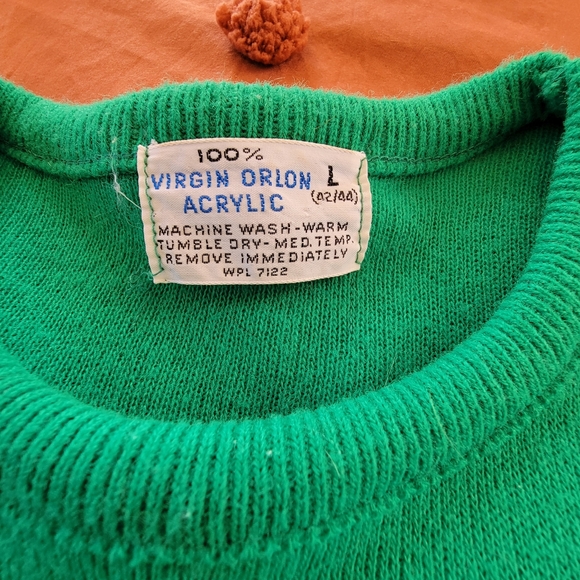 100%
VIRGIN ORLON L
ACRYLIC (42/44)
MACHINE WASH-WARM
TUMBLE DRY-MED. TEMP.
REMOVE IMMEDIATELY
WPL 7122